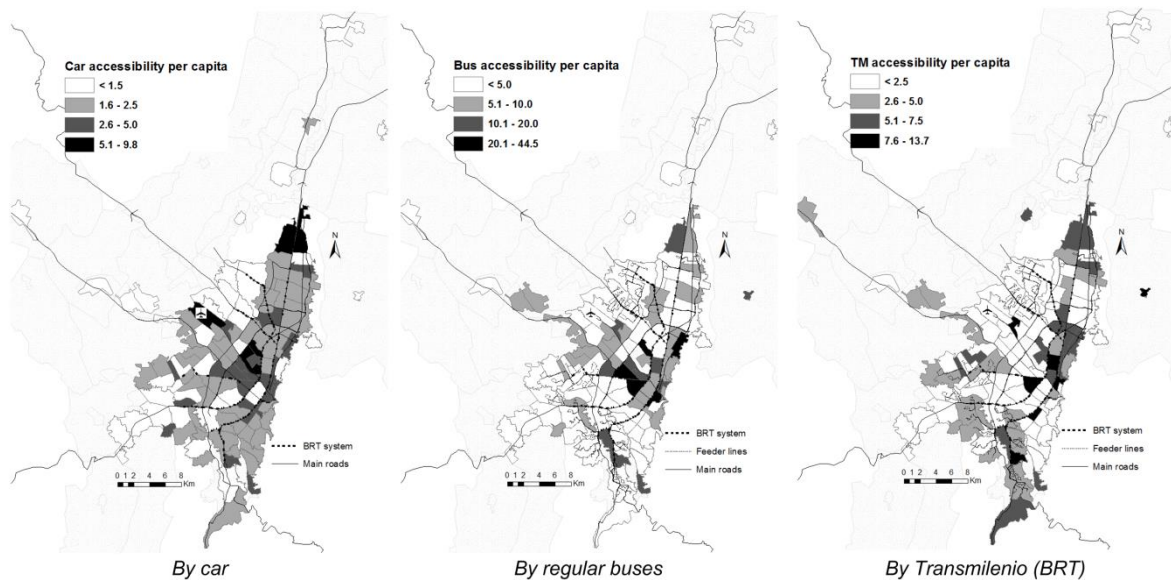 Car accessibility per capita
< 1.5
1.6 - 2.5
2.6 - 5.0
5.1 - 9.8
N
BRT system
Main roads
0 1 2 4 6 8
Km
By car
Bus accessibility per capita
< 5.0
5.1 - 10.0
10.1 - 20.0
20.1 - 44.5
N
BRT system
Feeder lines
Main roads
0 1 2 4 6 8
Km
By regular buses
TM accessibility per capita
< 2.5
2.6 - 5.0
5.1 - 7.5
7.6 - 13.7
N
BRT system
Feeder lines
Main roads
0 1 2 4 6 8
Km
By Transmilenio (BRT)